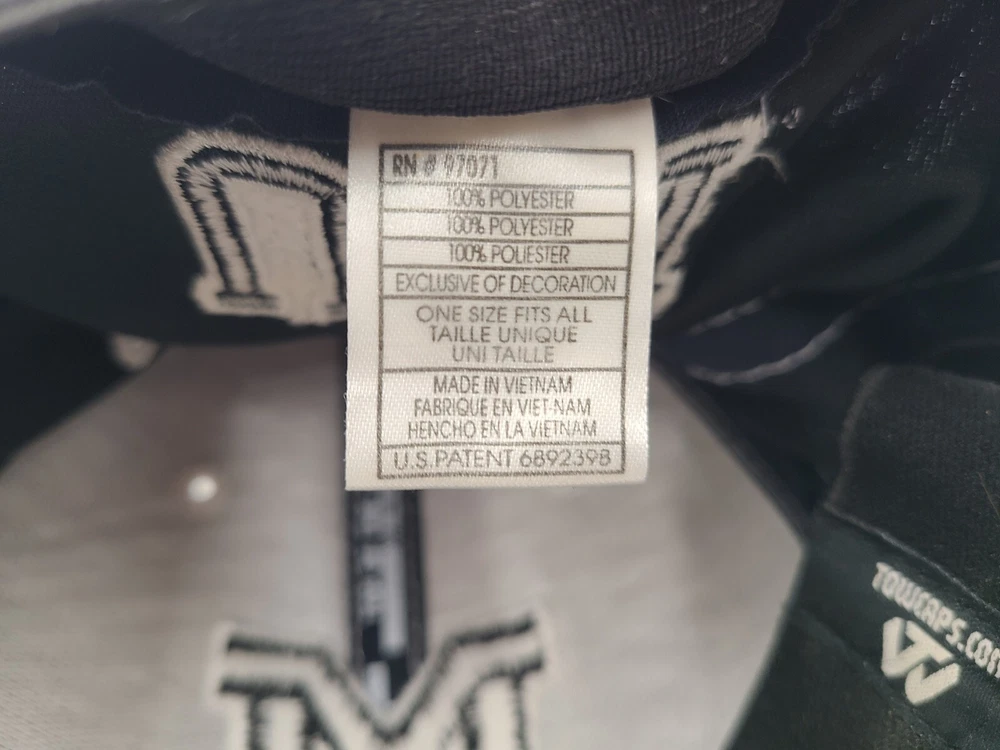 RN # 97071
100% POLYESTER
100% POLYESTER
100% POLIESTER
EXCLUSIVE OF DECORATION
ONE SIZE FITS ALL
TAILLE UNIQUE
UNI TAILLE
MADE IN VIETNAM
FABRIQUE EN VIET-NAM
HENCHO EN LA VIETNAM
U.S. PATENT 6892398
TOWCAPS.COM
M